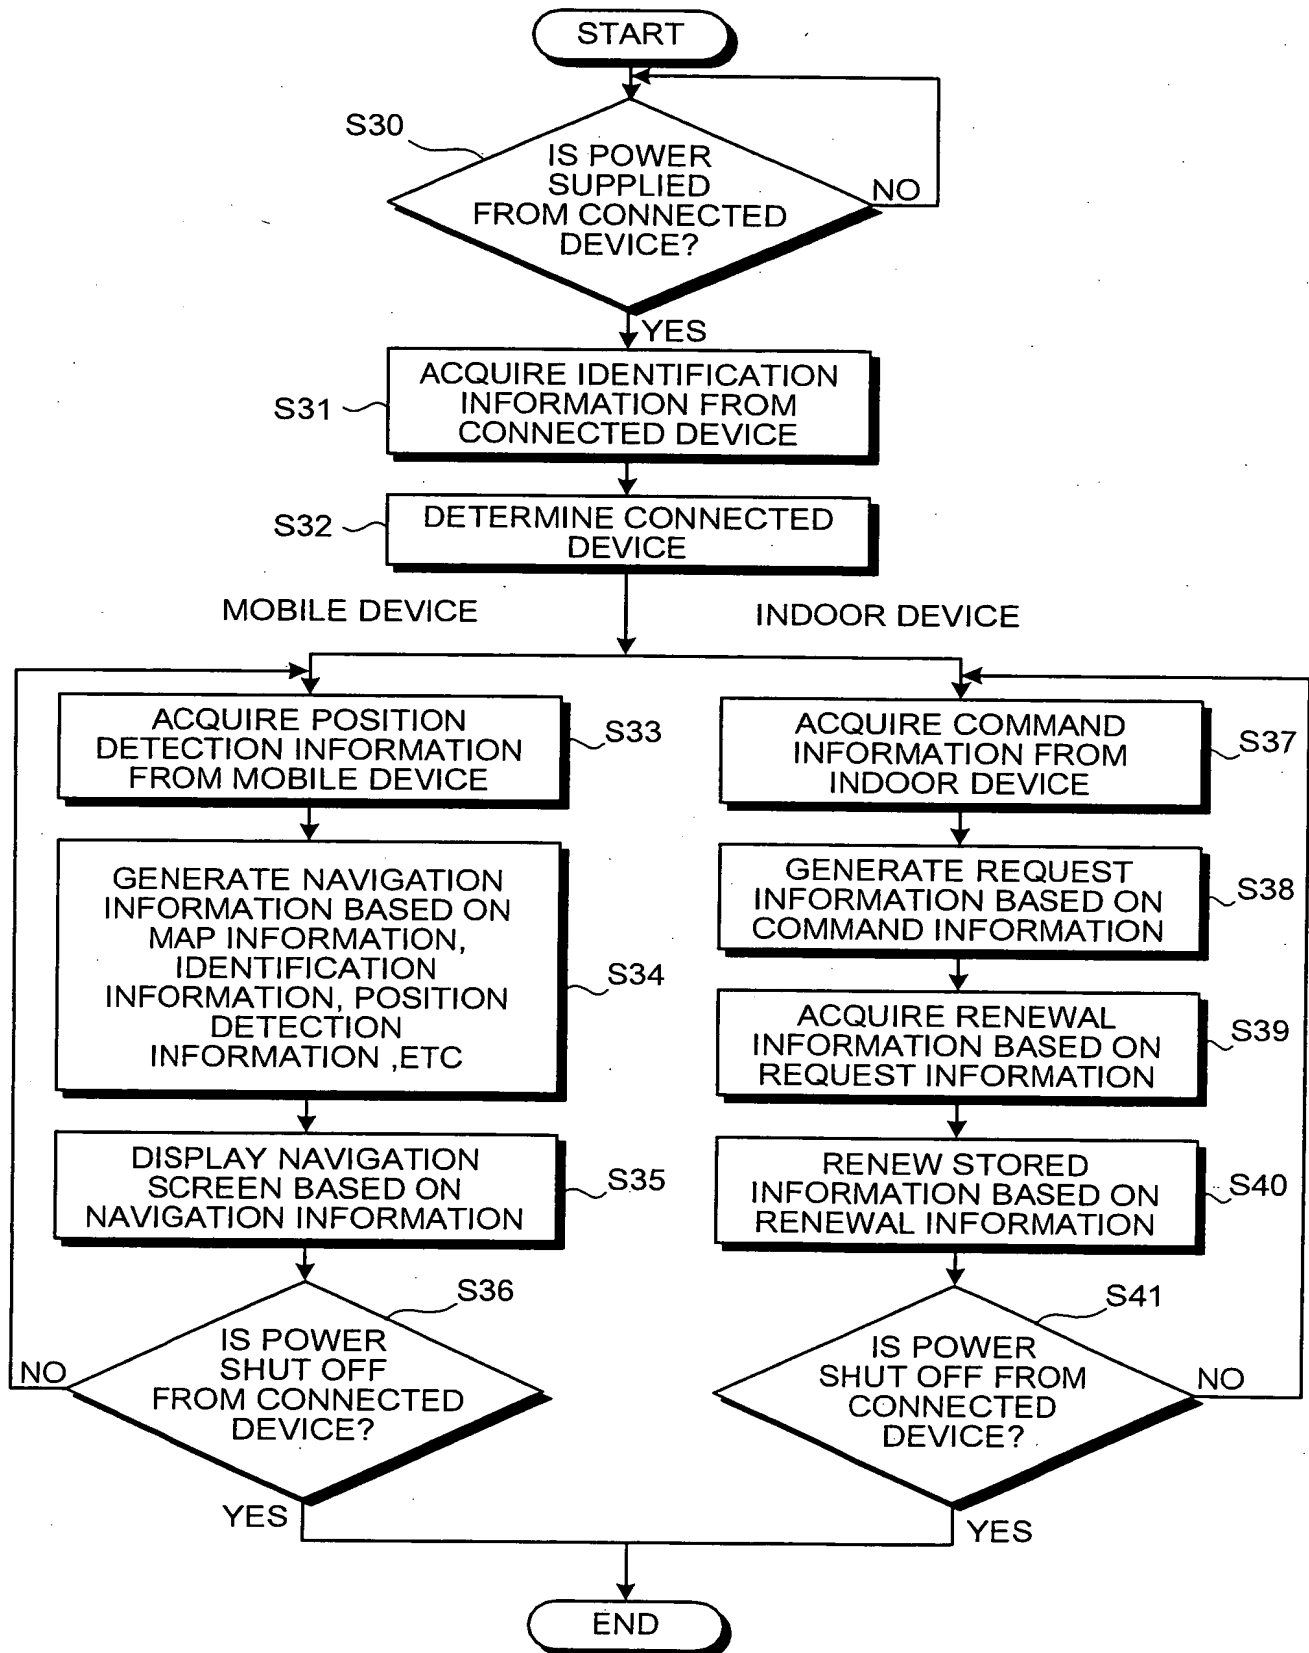 START
S30
IS POWER
SUPPLIED
FROM CONNECTED
DEVICE?
NO
YES
S31
ACQUIRE IDENTIFICATION
INFORMATION FROM
CONNECTED DEVICE
S32
DETERMINE CONNECTED
DEVICE
MOBILE DEVICE
INDOOR DEVICE
ACQUIRE POSITION
DETECTION INFORMATION
FROM MOBILE DEVICE
S33
GENERATE NAVIGATION
INFORMATION BASED ON
MAP INFORMATION,
IDENTIFICATION
INFORMATION, POSITION
DETECTION
INFORMATION ,ETC
S34
DISPLAY NAVIGATION
SCREEN BASED ON
NAVIGATION INFORMATION
S35
S36
IS POWER
SHUT OFF
FROM CONNECTED
DEVICE?
NO
YES
ACQUIRE COMMAND
INFORMATION FROM
INDOOR DEVICE
S37
GENERATE REQUEST
INFORMATION BASED ON
COMMAND INFORMATION
S38
ACQUIRE RENEWAL
INFORMATION BASED ON
REQUEST INFORMATION
S39
RENEW STORED
INFORMATION BASED ON
RENEWAL INFORMATION
S40
S41
IS POWER
SHUT OFF FROM
CONNECTED
DEVICE?
NO
YES
END